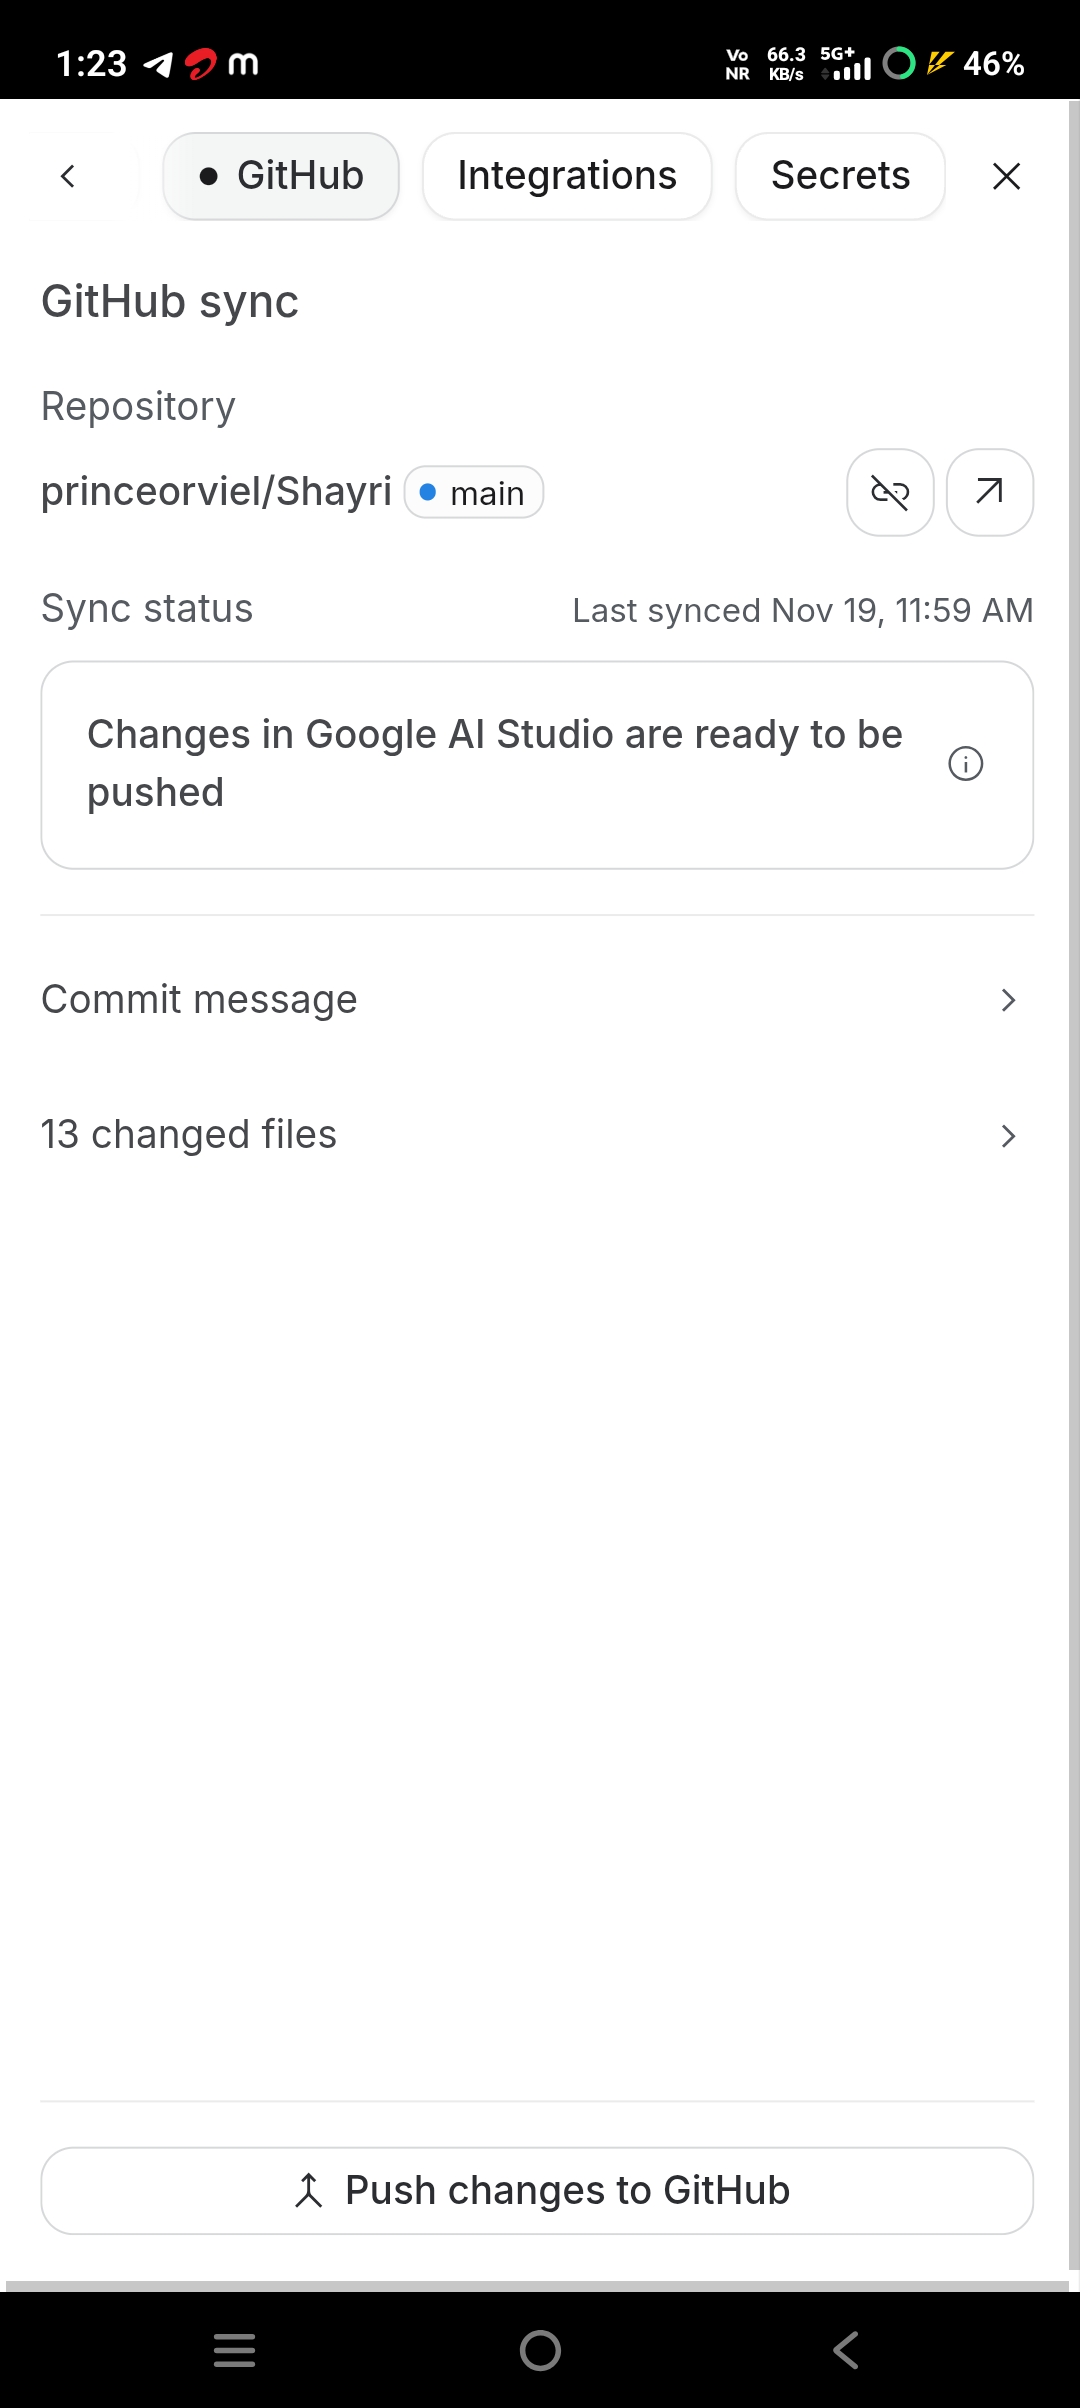 1:23
Vo
NR
66.3
KB/s
5G+
46%
GitHub
Integrations
Secrets
GitHub sync
Repository
princeorviel/Shayri
main
Sync status
Last synced Nov 19, 11:59 AM
Changes in Google AI Studio are ready to be
pushed
Commit message
13 changed files
Push changes to GitHub